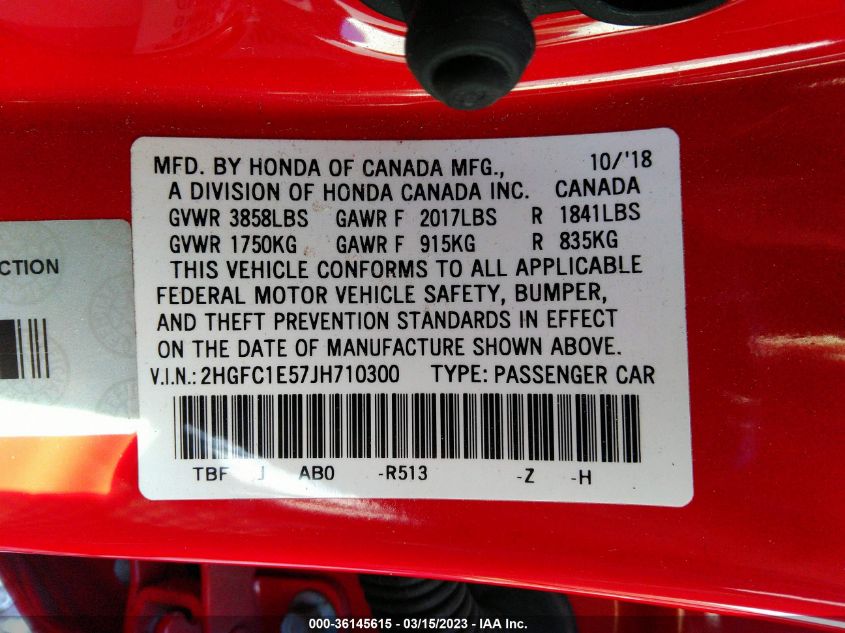 MFD. BY HONDA OF CANADA MFG., 10/'18
A DIVISION OF HONDA CANADA INC. CANADA
GVWR 3858LBS GAWR F 2017LBS R 1841LBS
GVWR 1750KG GAWR F 915KG R 835KG
THIS VEHICLE CONFORMS TO ALL APPLICABLE
FEDERAL MOTOR VEHICLE SAFETY, BUMPER,
AND THEFT PREVENTION STANDARDS IN EFFECT
ON THE DATE OF MANUFACTURE SHOWN ABOVE.
V.I.N.: 2HGFC1E57JH710300 TYPE: PASSENGER CAR
TBF J AB0 -R513 -Z -H
CTION
000-36145615 - 03/15/2023 - IAA Inc.